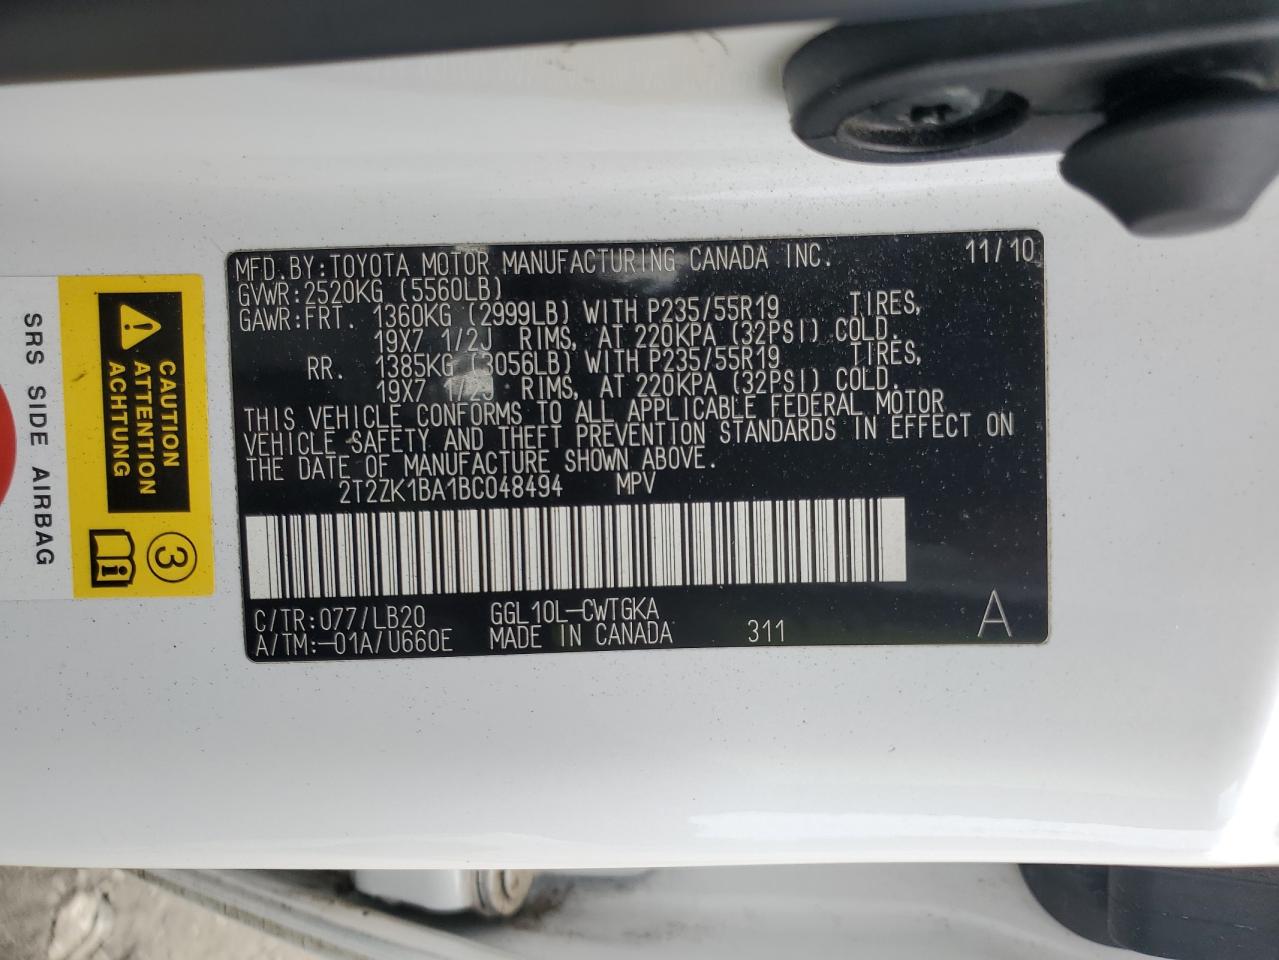 MFD.BY:TOYOTA MOTOR MANUFACTURING CANADA INC. 11/10
GVWR:2520KG (5560LB)
GAWR:FRT. 1360KG (2999LB) WITH P235/55R19 TIRES,
19X7 1/2J RIMS, AT 220KPA (32PSI) COLD.
RR. 1385KG (3056LB) WITH P235/55R19 TIRES,
19X7 1/2J RIMS, AT 220KPA (32PSI) COLD.
THIS VEHICLE CONFORMS TO ALL APPLICABLE FEDERAL MOTOR
VEHICLE SAFETY AND THEFT PREVENTION STANDARDS IN EFFECT ON
THE DATE OF MANUFACTURE SHOWN ABOVE.
2T2ZK1BA1BC048494 MPV
C/TR:077/LB20 GGL10L-CWTGKA
A/TM:-01A/U660E MADE IN CANADA 311 A
CAUTION
ATTENTION
ACHTUNG
3
i
SRS SIDE AIRBAG